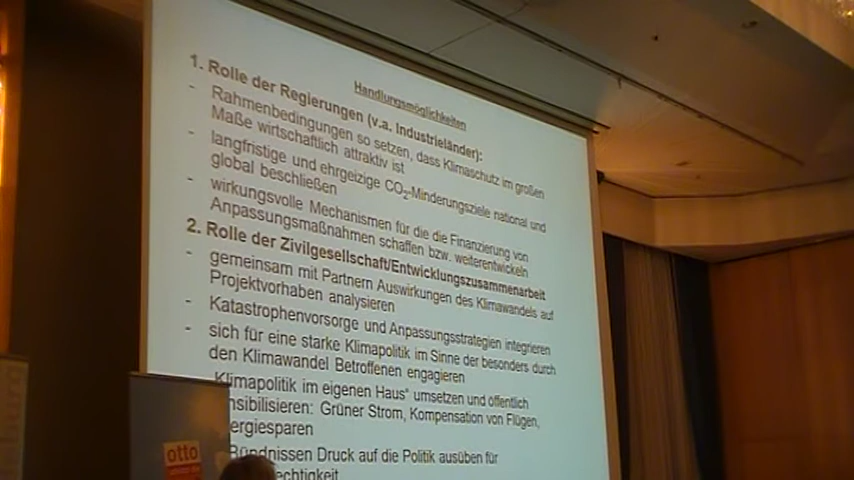 Handlungsmöglichkeiten
1. Rolle der Regierungen (v.a. Industrieländer):
- Rahmenbedingungen so setzen, dass Klimaschutz im großen
Maße wirtschaftlich attraktiv ist
- langfristige und ehrgeizige CO2-Minderungsziele national und
global beschließen
- wirkungsvolle Mechanismen für die die Finanzierung von
Anpassungsmaßnahmen schaffen bzw. weiterentwickeln
2. Rolle der Zivilgesellschaft/Entwicklungszusammenarbeit
- gemeinsam mit Partnern Auswirkungen des Klimawandels auf
Projektvorhaben analysieren
- Katastrophenvorsorge und Anpassungsstrategien integrieren
- sich für eine starke Klimapolitik im Sinne der besonders durch
den Klimawandel Betroffenen engagieren
Klimapolitik im eigenen Haus“ umsetzen und öffentlich
nsibilisieren: Grüner Strom, Kompensation von Flügen,
ergiesparen
Bündnissen Druck auf die Politik ausüben für
echtigkeit
otto